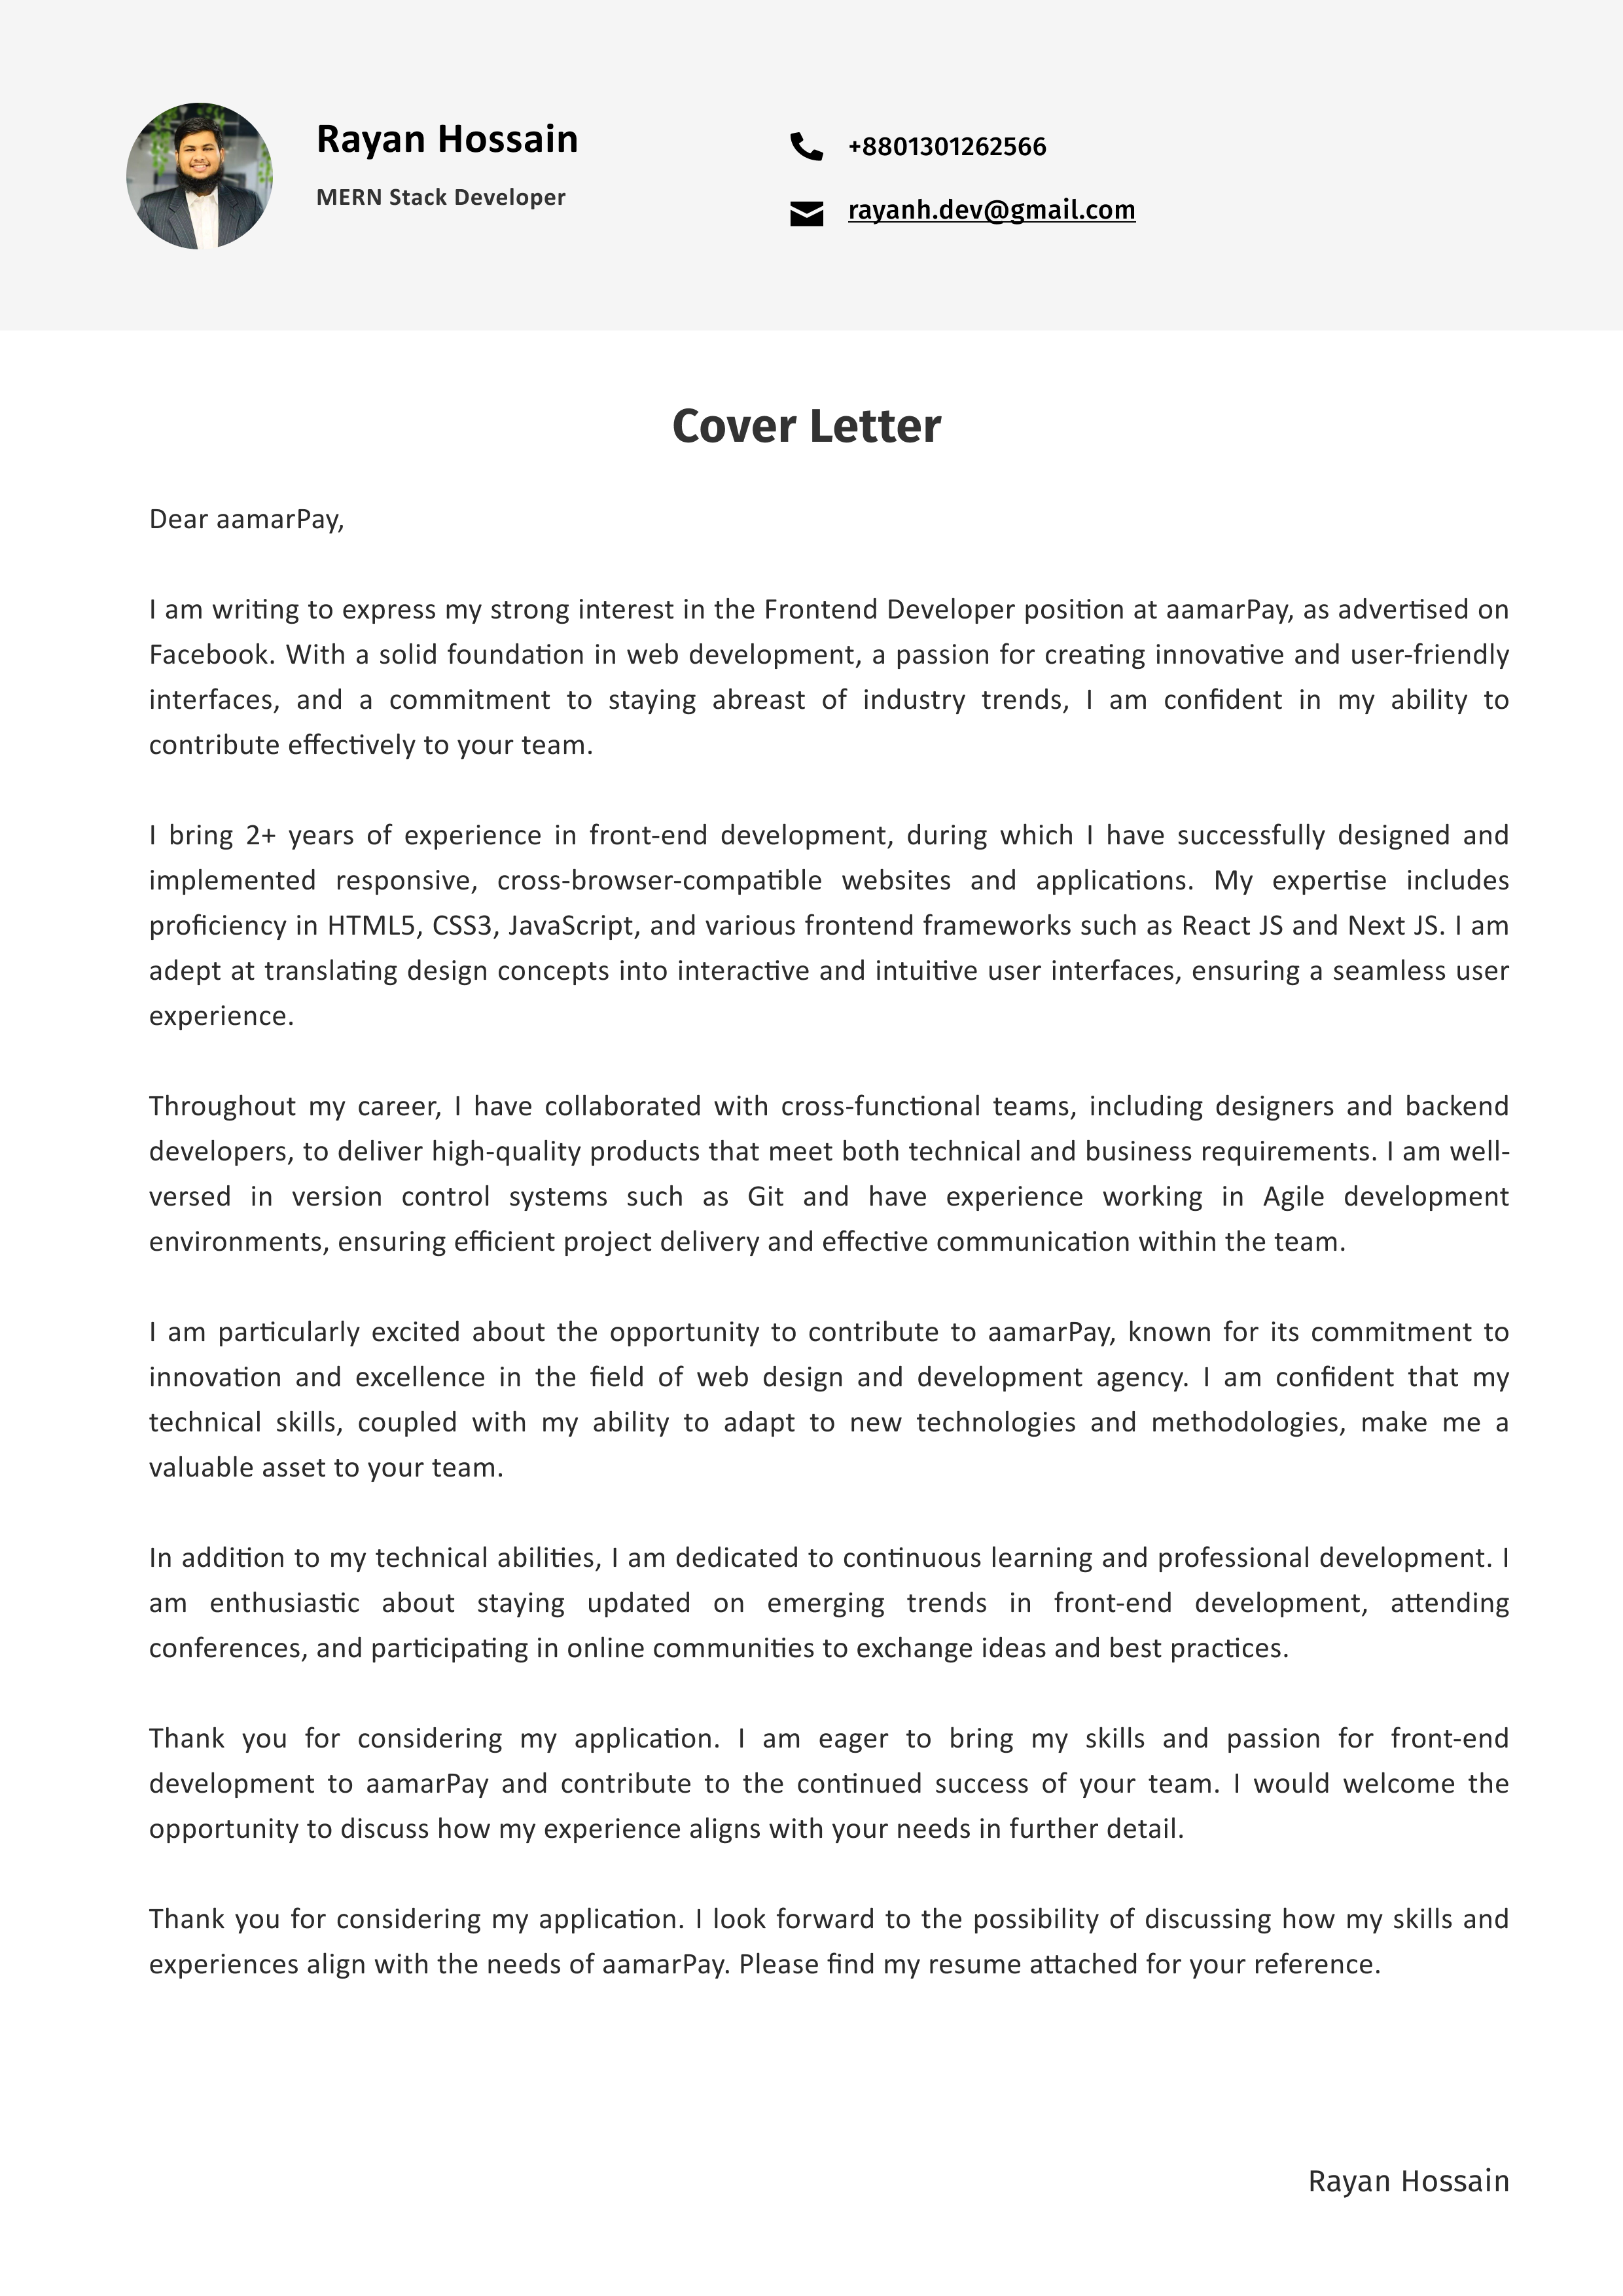 Rayan Hossain
MERN Stack Developer
+8801301262566
rayanh.dev@gmail.com
Cover Letter
Dear aamarPay,
I am writing to express my strong interest in the Frontend Developer position at aamarPay, as advertised on
Facebook. With a solid foundation in web development, a passion for creating innovative and user-friendly
interfaces, and a commitment to staying abreast of industry trends, I am confident in my ability to
contribute effectively to your team.
I bring 2+ years of experience in front-end development, during which I have successfully designed and
implemented responsive, cross-browser-compatible websites and applications. My expertise includes
proficiency in HTML5, CSS3, JavaScript, and various frontend frameworks such as React JS and Next JS. I am
adept at translating design concepts into interactive and intuitive user interfaces, ensuring a seamless user
experience.
Throughout my career, I have collaborated with cross-functional teams, including designers and backend
developers, to deliver high-quality products that meet both technical and business requirements. I am well-
versed in version control systems such as Git and have experience working in Agile development
environments, ensuring efficient project delivery and effective communication within the team.
I am particularly excited about the opportunity to contribute to aamarPay, known for its commitment to
innovation and excellence in the field of web design and development agency. I am confident that my
technical skills, coupled with my ability to adapt to new technologies and methodologies, make me a
valuable asset to your team.
In addition to my technical abilities, I am dedicated to continuous learning and professional development. I
am enthusiastic about staying updated on emerging trends in front-end development, attending
conferences, and participating in online communities to exchange ideas and best practices.
Thank you for considering my application. I am eager to bring my skills and passion for front-end
development to aamarPay and contribute to the continued success of your team. I would welcome the
opportunity to discuss how my experience aligns with your needs in further detail.
Thank you for considering my application. I look forward to the possibility of discussing how my skills and
experiences align with the needs of aamarPay. Please find my resume attached for your reference.
Rayan Hossain